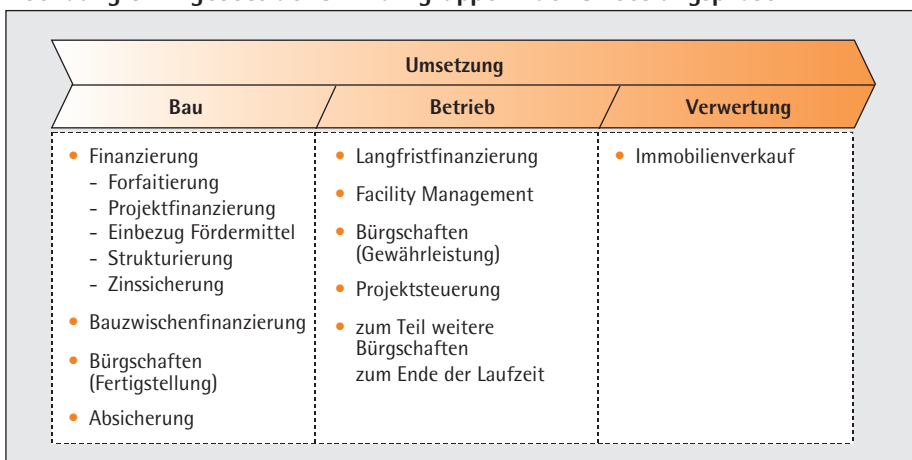 Umsetzung
Bau
Betrieb
Verwertung
• Finanzierung
- Forfaitierung
- Projektfinanzierung
- Einbezug Fördermittel
- Strukturierung
- Zinssicherung
• Bauzwischenfinanzierung
• Bürgschaften
(Fertigstellung)
• Absicherung
• Langfristfinanzierung
• Facility Management
• Bürgschaften
(Gewährleistung)
• Projektsteuerung
• zum Teil weitere
Bürgschaften
zum Ende der Laufzeit
• Immobilienverkauf